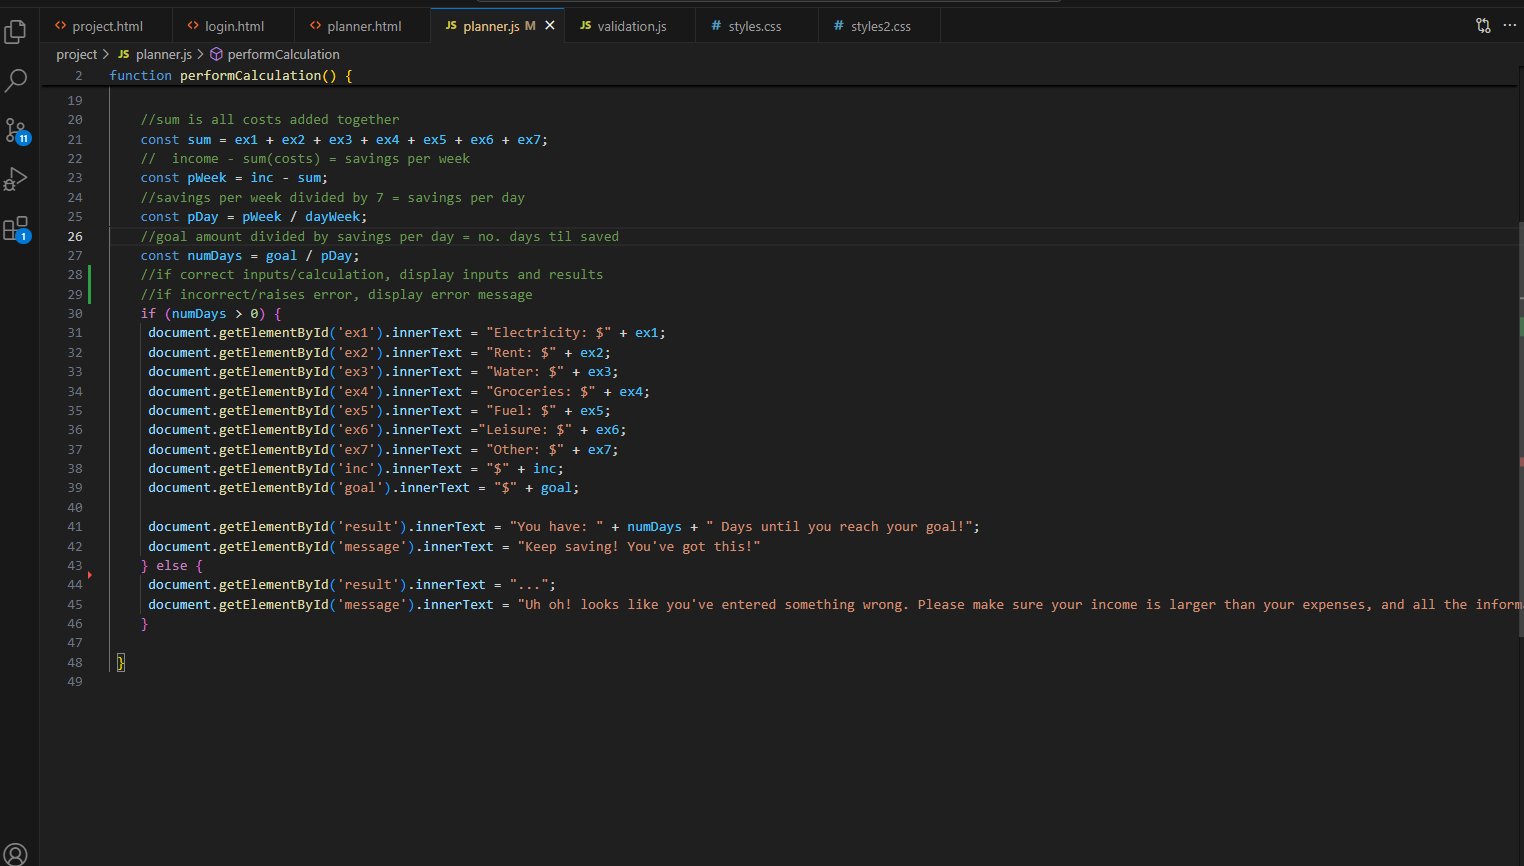 project.html login.html planner.html JS planner.js M JS validation.js # styles.css # styles2.css
project > JS planner.js > performCalculation
2 function performCalculation() {
19
20 //sum is all costs added together
21 const sum = ex1 + ex2 + ex3 + ex4 + ex5 + ex6 + ex7;
22 //  income - sum(costs) = savings per week
23 const pWeek = inc - sum;
24 //savings per week divided by 7 = savings per day
25 const pDay = pWeek / dayWeek;
26 //goal amount divided by savings per day = no. days til saved
27 const numDays = goal / pDay;
28 //if correct inputs/calculation, display inputs and results
29 //if incorrect/raises error, display error message
30 if (numDays > 0) {
31 document.getElementById('ex1').innerText = "Electricity: $" + ex1;
32 document.getElementById('ex2').innerText = "Rent: $" + ex2;
33 document.getElementById('ex3').innerText = "Water: $" + ex3;
34 document.getElementById('ex4').innerText = "Groceries: $" + ex4;
35 document.getElementById('ex5').innerText = "Fuel: $" + ex5;
36 document.getElementById('ex6').innerText ="Leisure: $" + ex6;
37 document.getElementById('ex7').innerText = "Other: $" + ex7;
38 document.getElementById('inc').innerText = "$" + inc;
39 document.getElementById('goal').innerText = "$" + goal;
40
41 document.getElementById('result').innerText = "You have: " + numDays + " Days until you reach your goal!";
42 document.getElementById('message').innerText = "Keep saving! You've got this!"
43 } else {
44 document.getElementById('result').innerText = "...";
45 document.getElementById('message').innerText = "Uh oh! looks like you've entered something wrong. Please make sure your income is larger than your expenses, and all the inform
46 }
47
48 }
49
11
1